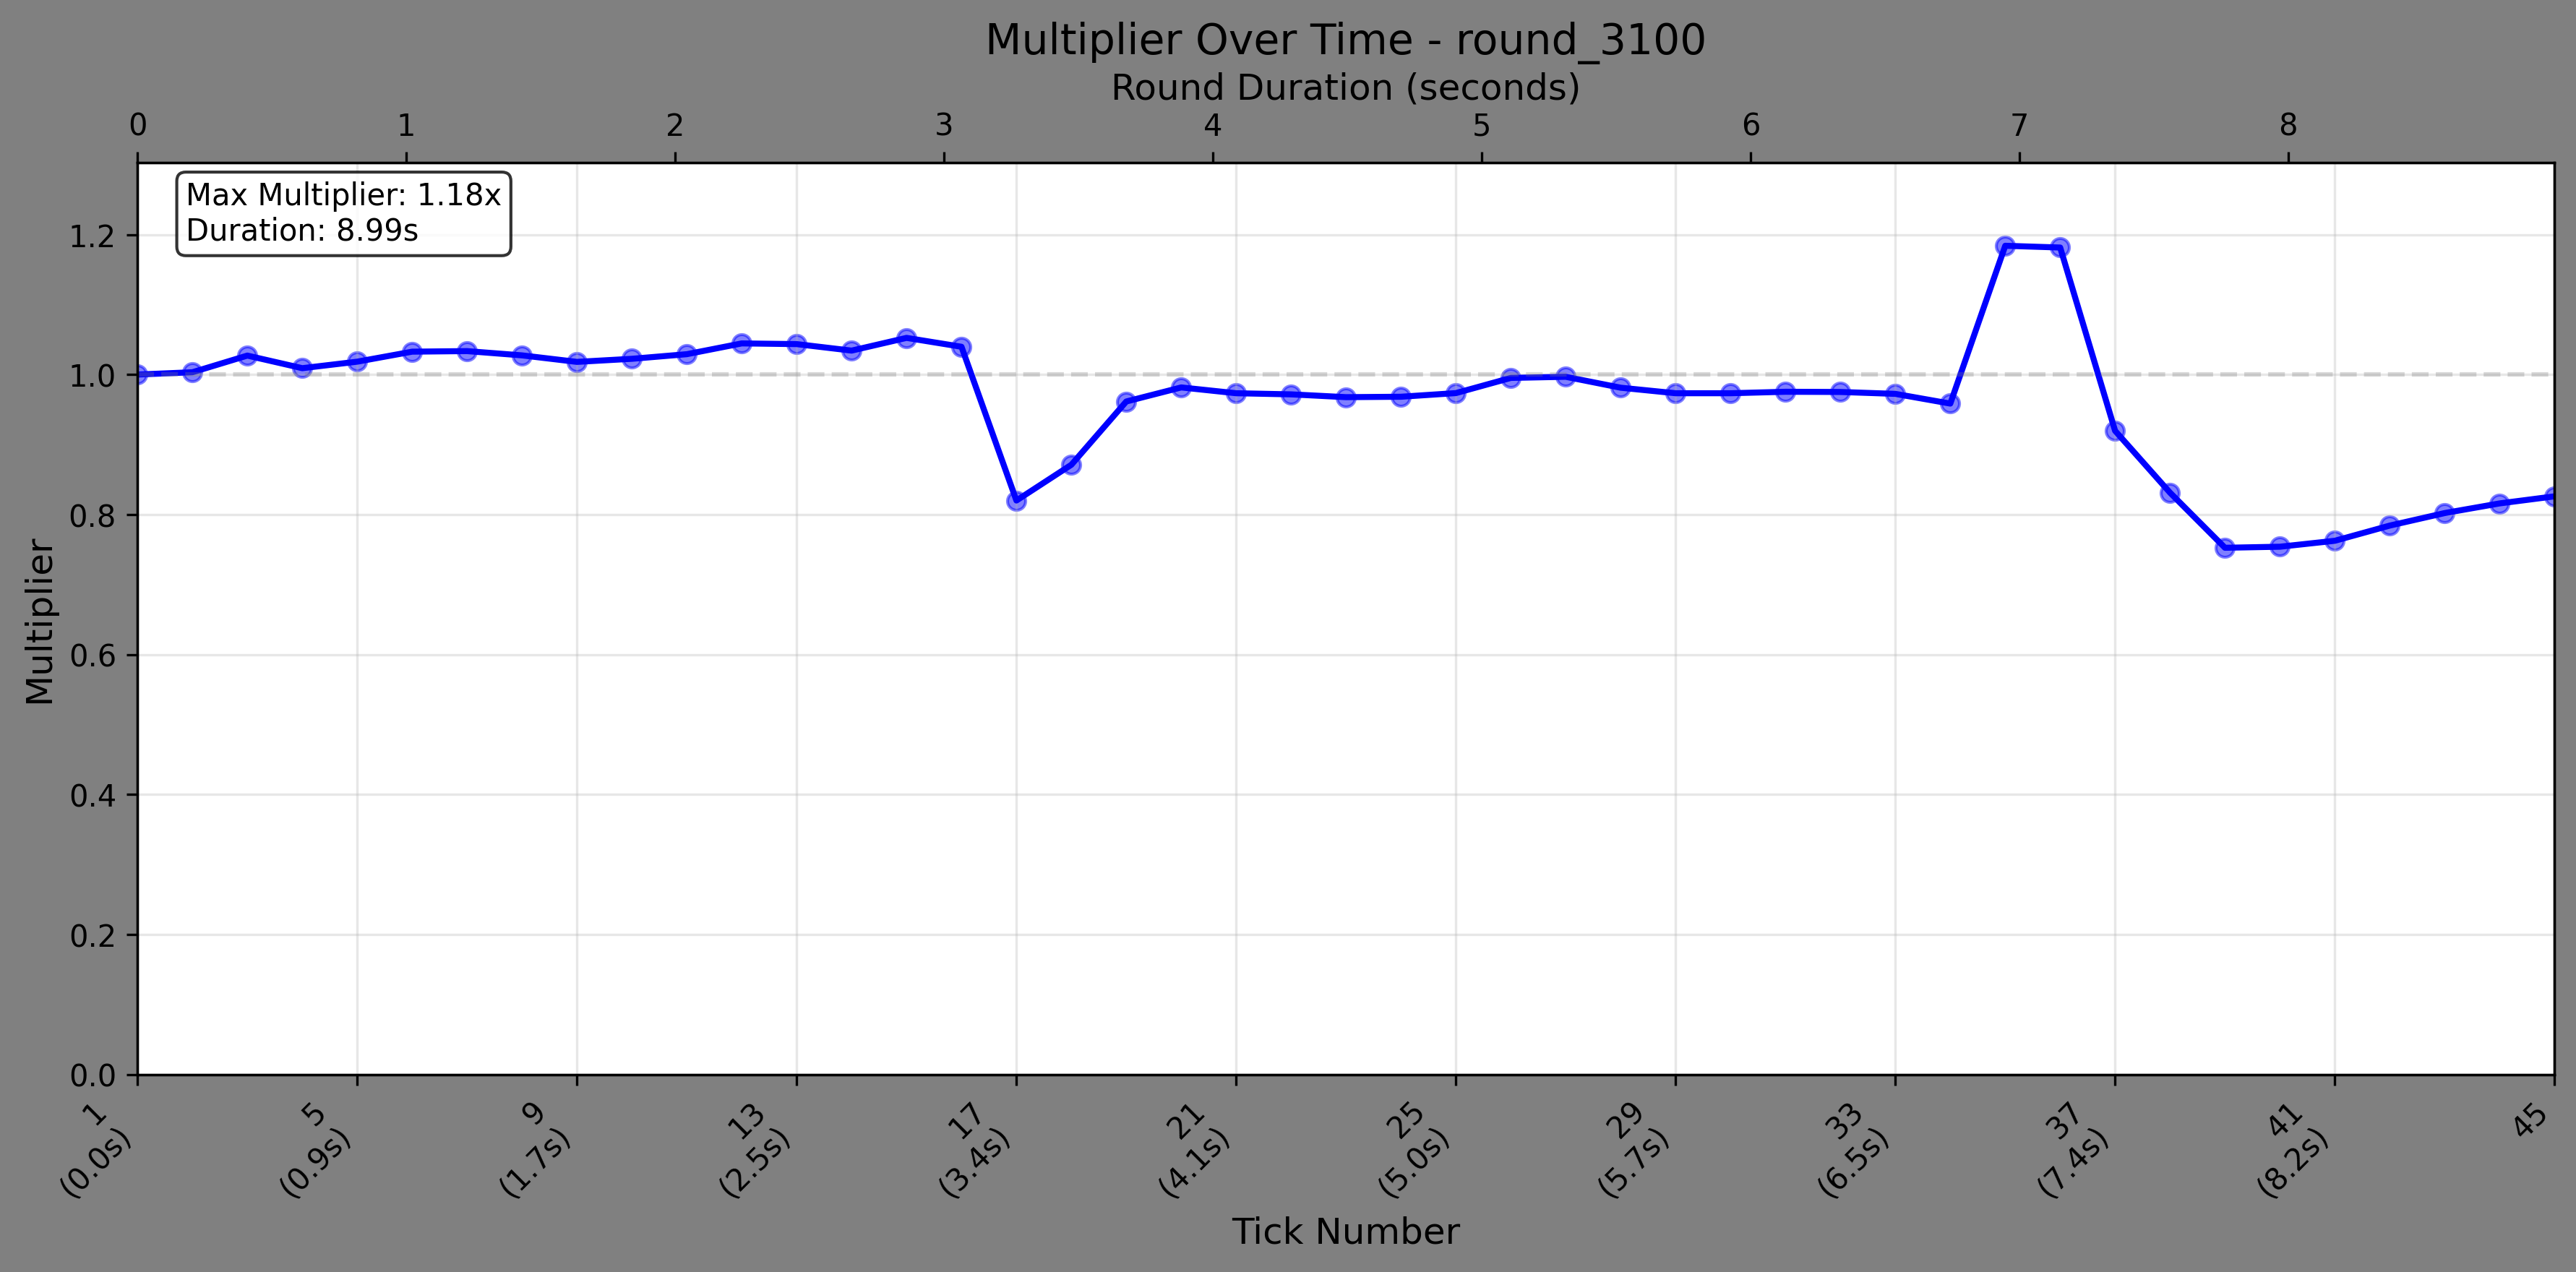 Multiplier Over Time - round_3100
Round Duration (seconds)
0 1 2 3 4 5 6 7 8
Max Multiplier: 1.18x
Duration: 8.99s
1.2
1.0
0.8
0.6
0.4
0.2
0.0
Multiplier
1
(0.0s)
5
(0.9s)
9
(1.7s)
13
(2.5s)
17
(3.4s)
21
(4.1s)
25
(5.0s)
29
(5.7s)
33
(6.5s)
37
(7.4s)
41
(8.2s)
45
Tick Number